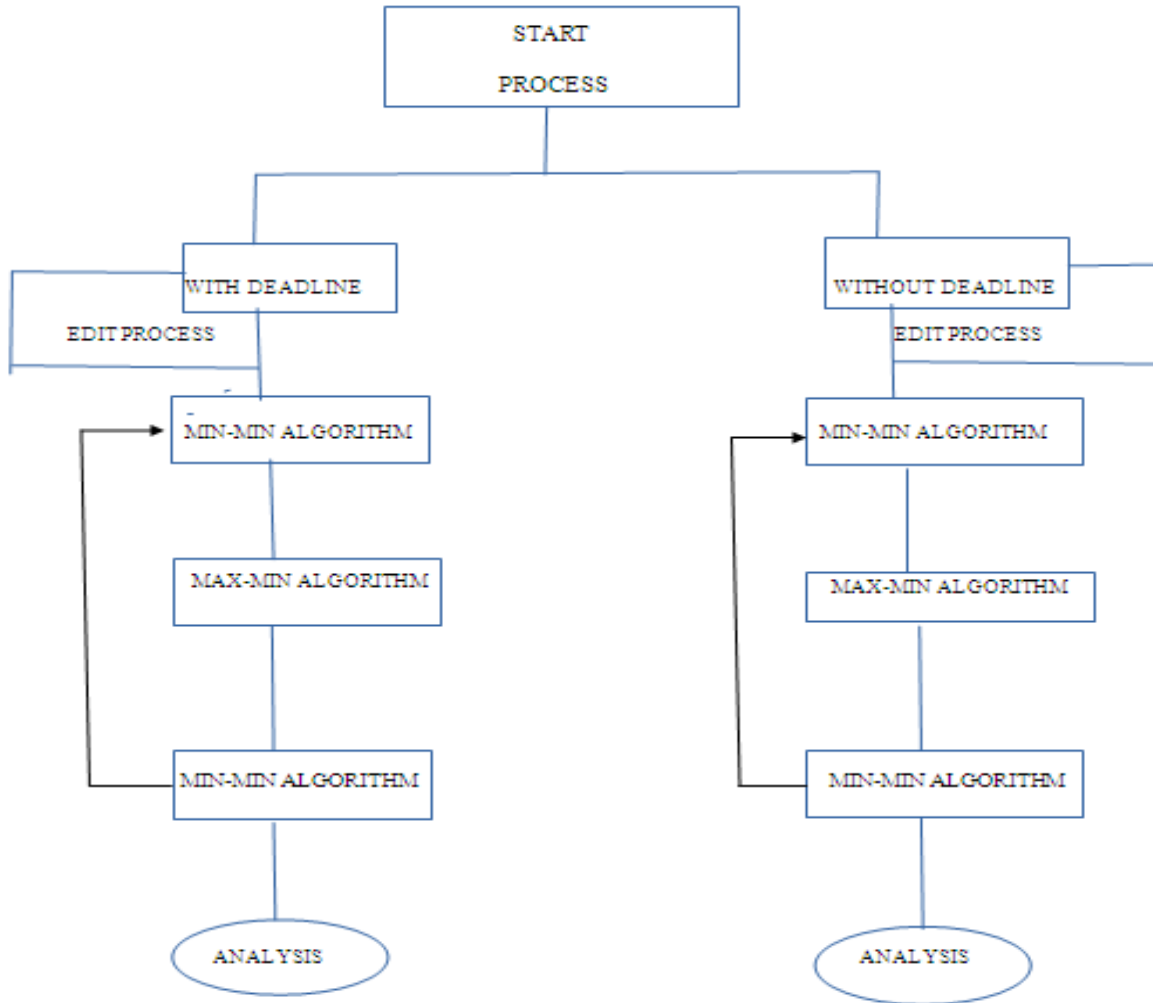 START
PROCESS
WITH DEADLINE
WITHOUT DEADLINE
EDIT PROCESS
EDIT PROCESS
MIN-MIN ALGORITHM
MIN-MIN ALGORITHM
MAX-MIN ALGORITHM
MAX-MIN ALGORITHM
MIN-MIN ALGORITHM
MIN-MIN ALGORITHM
ANALYSIS
ANALYSIS